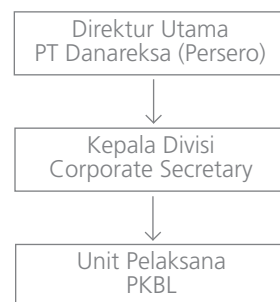 Direktur Utama
PT Danareksa (Persero)
Kepala Divisi
Corporate Secretary
Unit Pelaksana
PKBL